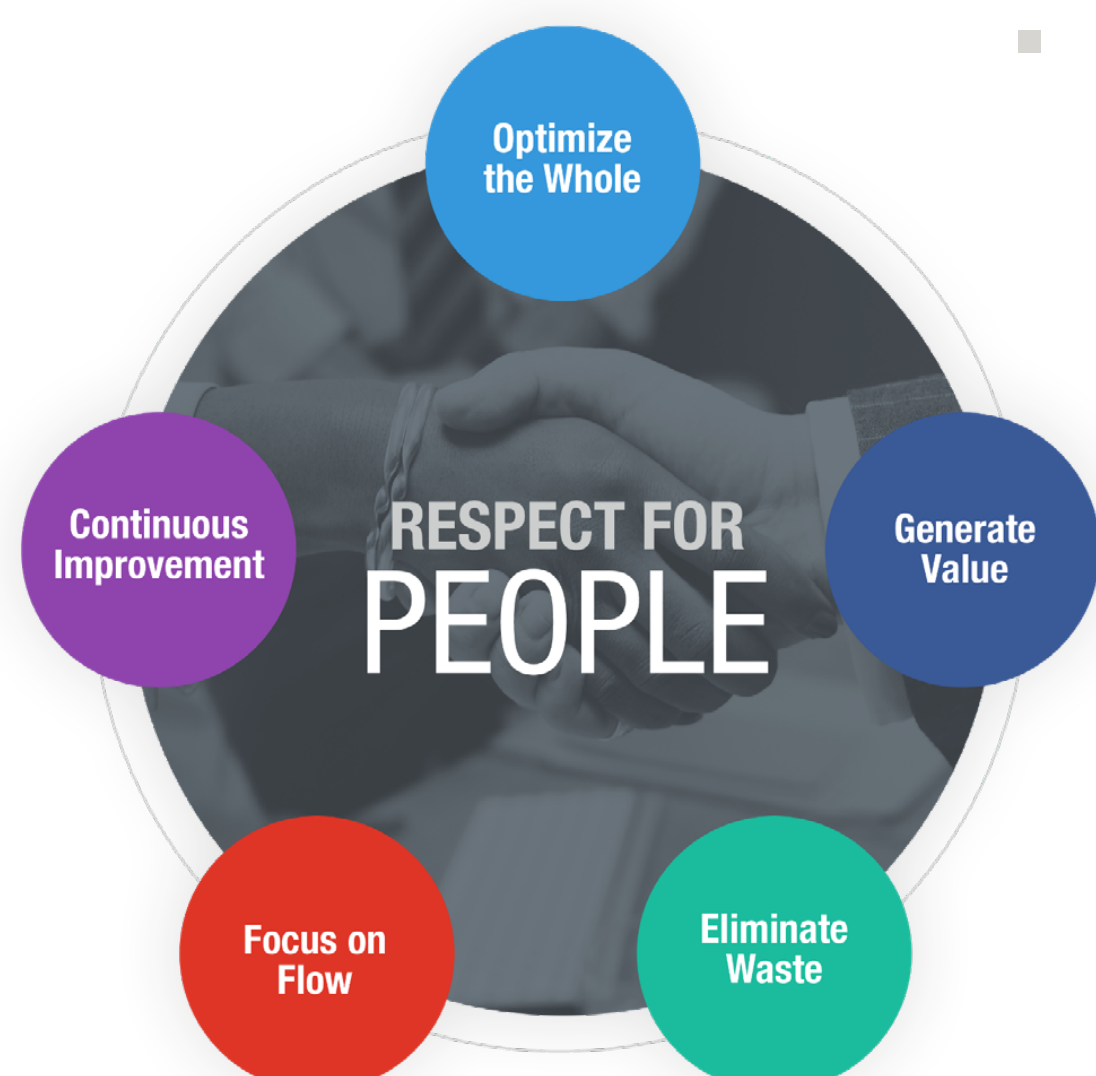 Optimize
the Whole
Continuous
Improvement
RESPECT FOR
PEOPLE
Generate
Value
Focus on
Flow
Eliminate
Waste